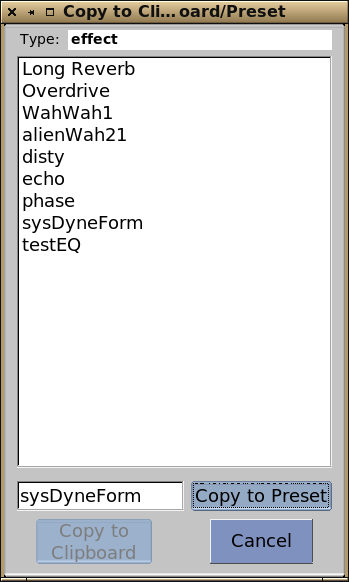 Copy to Cli...oard/Preset
Type: effect
Long Reverb
Overdrive
WahWah1
alienWah21
disty
echo
phase
sysDyneForm
testEQ
sysDyneForm
Copy to Preset
Copy to
Clipboard
Cancel